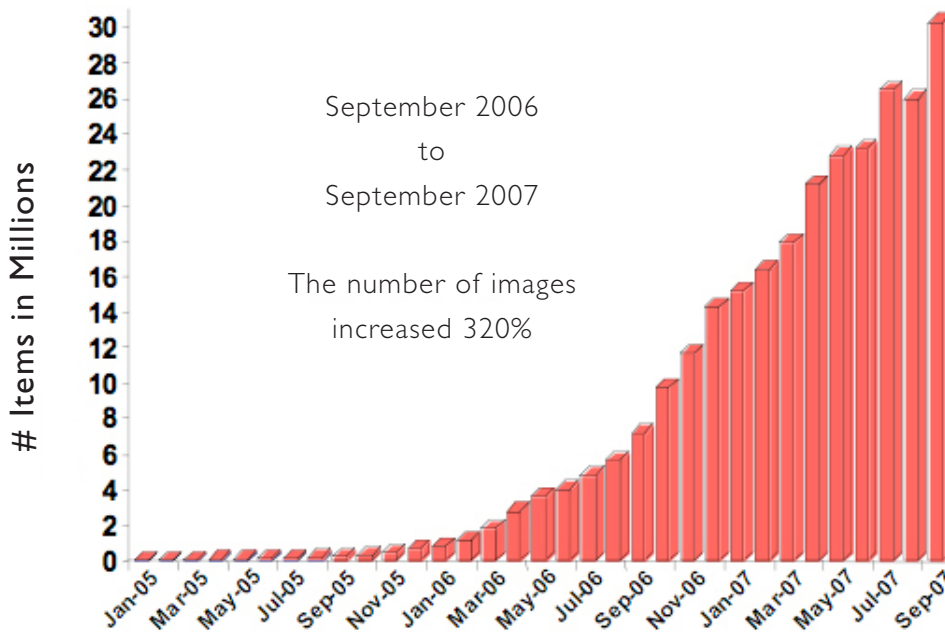 # Items in Millions
30
28
26
24
22
20
18
16
14
12
10
8
6
4
2
0
September 2006
to
September 2007
The number of images
increased 320%
Jan-05
Mar-05
May-05
Jul-05
Sep-05
Nov-05
Jan-06
Mar-06
May-06
Jul-06
Sep-06
Nov-06
Jan-07
Mar-07
May-07
Jul-07
Sep-0